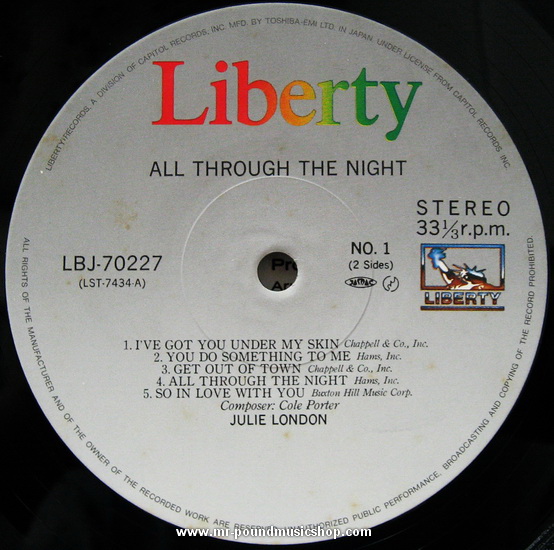 LIBERTY RECORDS, A DIVISION OF CAPITOL RECORDS, INC. MFD. BY TOSHIBA-EMI LTD. IN JAPAN. UNDER LICENSE FROM CAPITOL RECORDS INC.
Liberty
ALL THROUGH THE NIGHT
STEREO
33 1/3 r.p.m.
LBJ-70227
(LST-7434-A)
NO. 1
(2 Sides)
LIBERTY
1. I'VE GOT YOU UNDER MY SKIN Chappell & Co., Inc.
2. YOU DO SOMETHING TO ME Hams, Inc.
3. GET OUT OF TOWN Chappell & Co., Inc.
4. ALL THROUGH THE NIGHT Hams, Inc.
5. SO IN LOVE WITH YOU Buxton Hill Music Corp.
Composer: Cole Porter
JULIE LONDON
ALL RIGHTS OF THE MANUFACTURER AND OF THE OWNER OF THE RECORDED WORK ARE RESERVED UNAUTHORIZED PUBLIC PERFORMANCE, BROADCASTING AND COPYING OF THE RECORD PROHIBITED.
www.mr-poundmusicshop.com